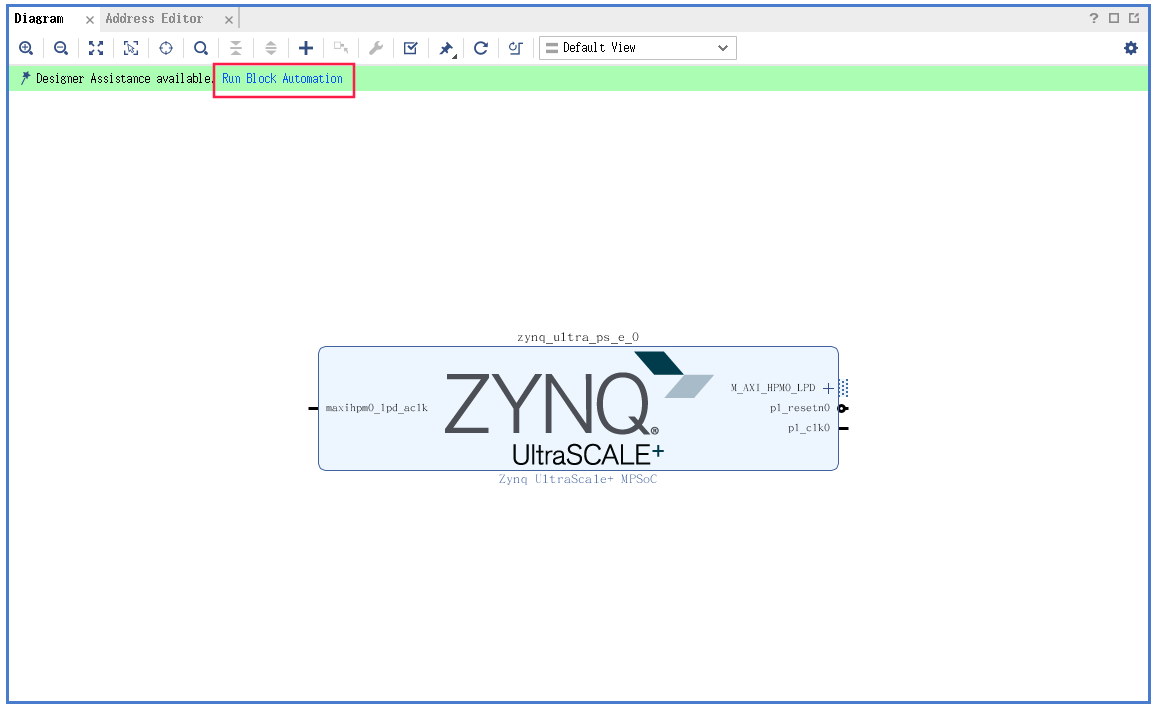 Diagram × Address Editor ×
? 
Default View
Designer Assistance available. Run Block Automation
zynq_ultra_ps_e_0
M_AXI_HPM0_LPD
maxihpm0_lpd_aclk
pl_resetn0
pl_clk0
ZYNQ®
UltraSCALE+
Zynq UltraScale+ MPSoC